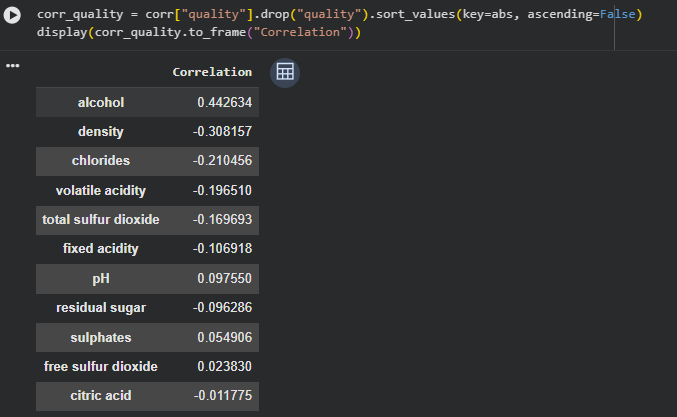 corr_quality = corr["quality"].drop("quality").sort_values(key=abs, ascending=False)
display(corr_quality.to_frame("Correlation"))
Correlation
alcohol 0.442634
density -0.308157
chlorides -0.210456
volatile acidity -0.196510
total sulfur dioxide -0.169693
fixed acidity -0.106918
pH 0.097550
residual sugar -0.096286
sulphates 0.054906
free sulfur dioxide 0.023830
citric acid -0.011775